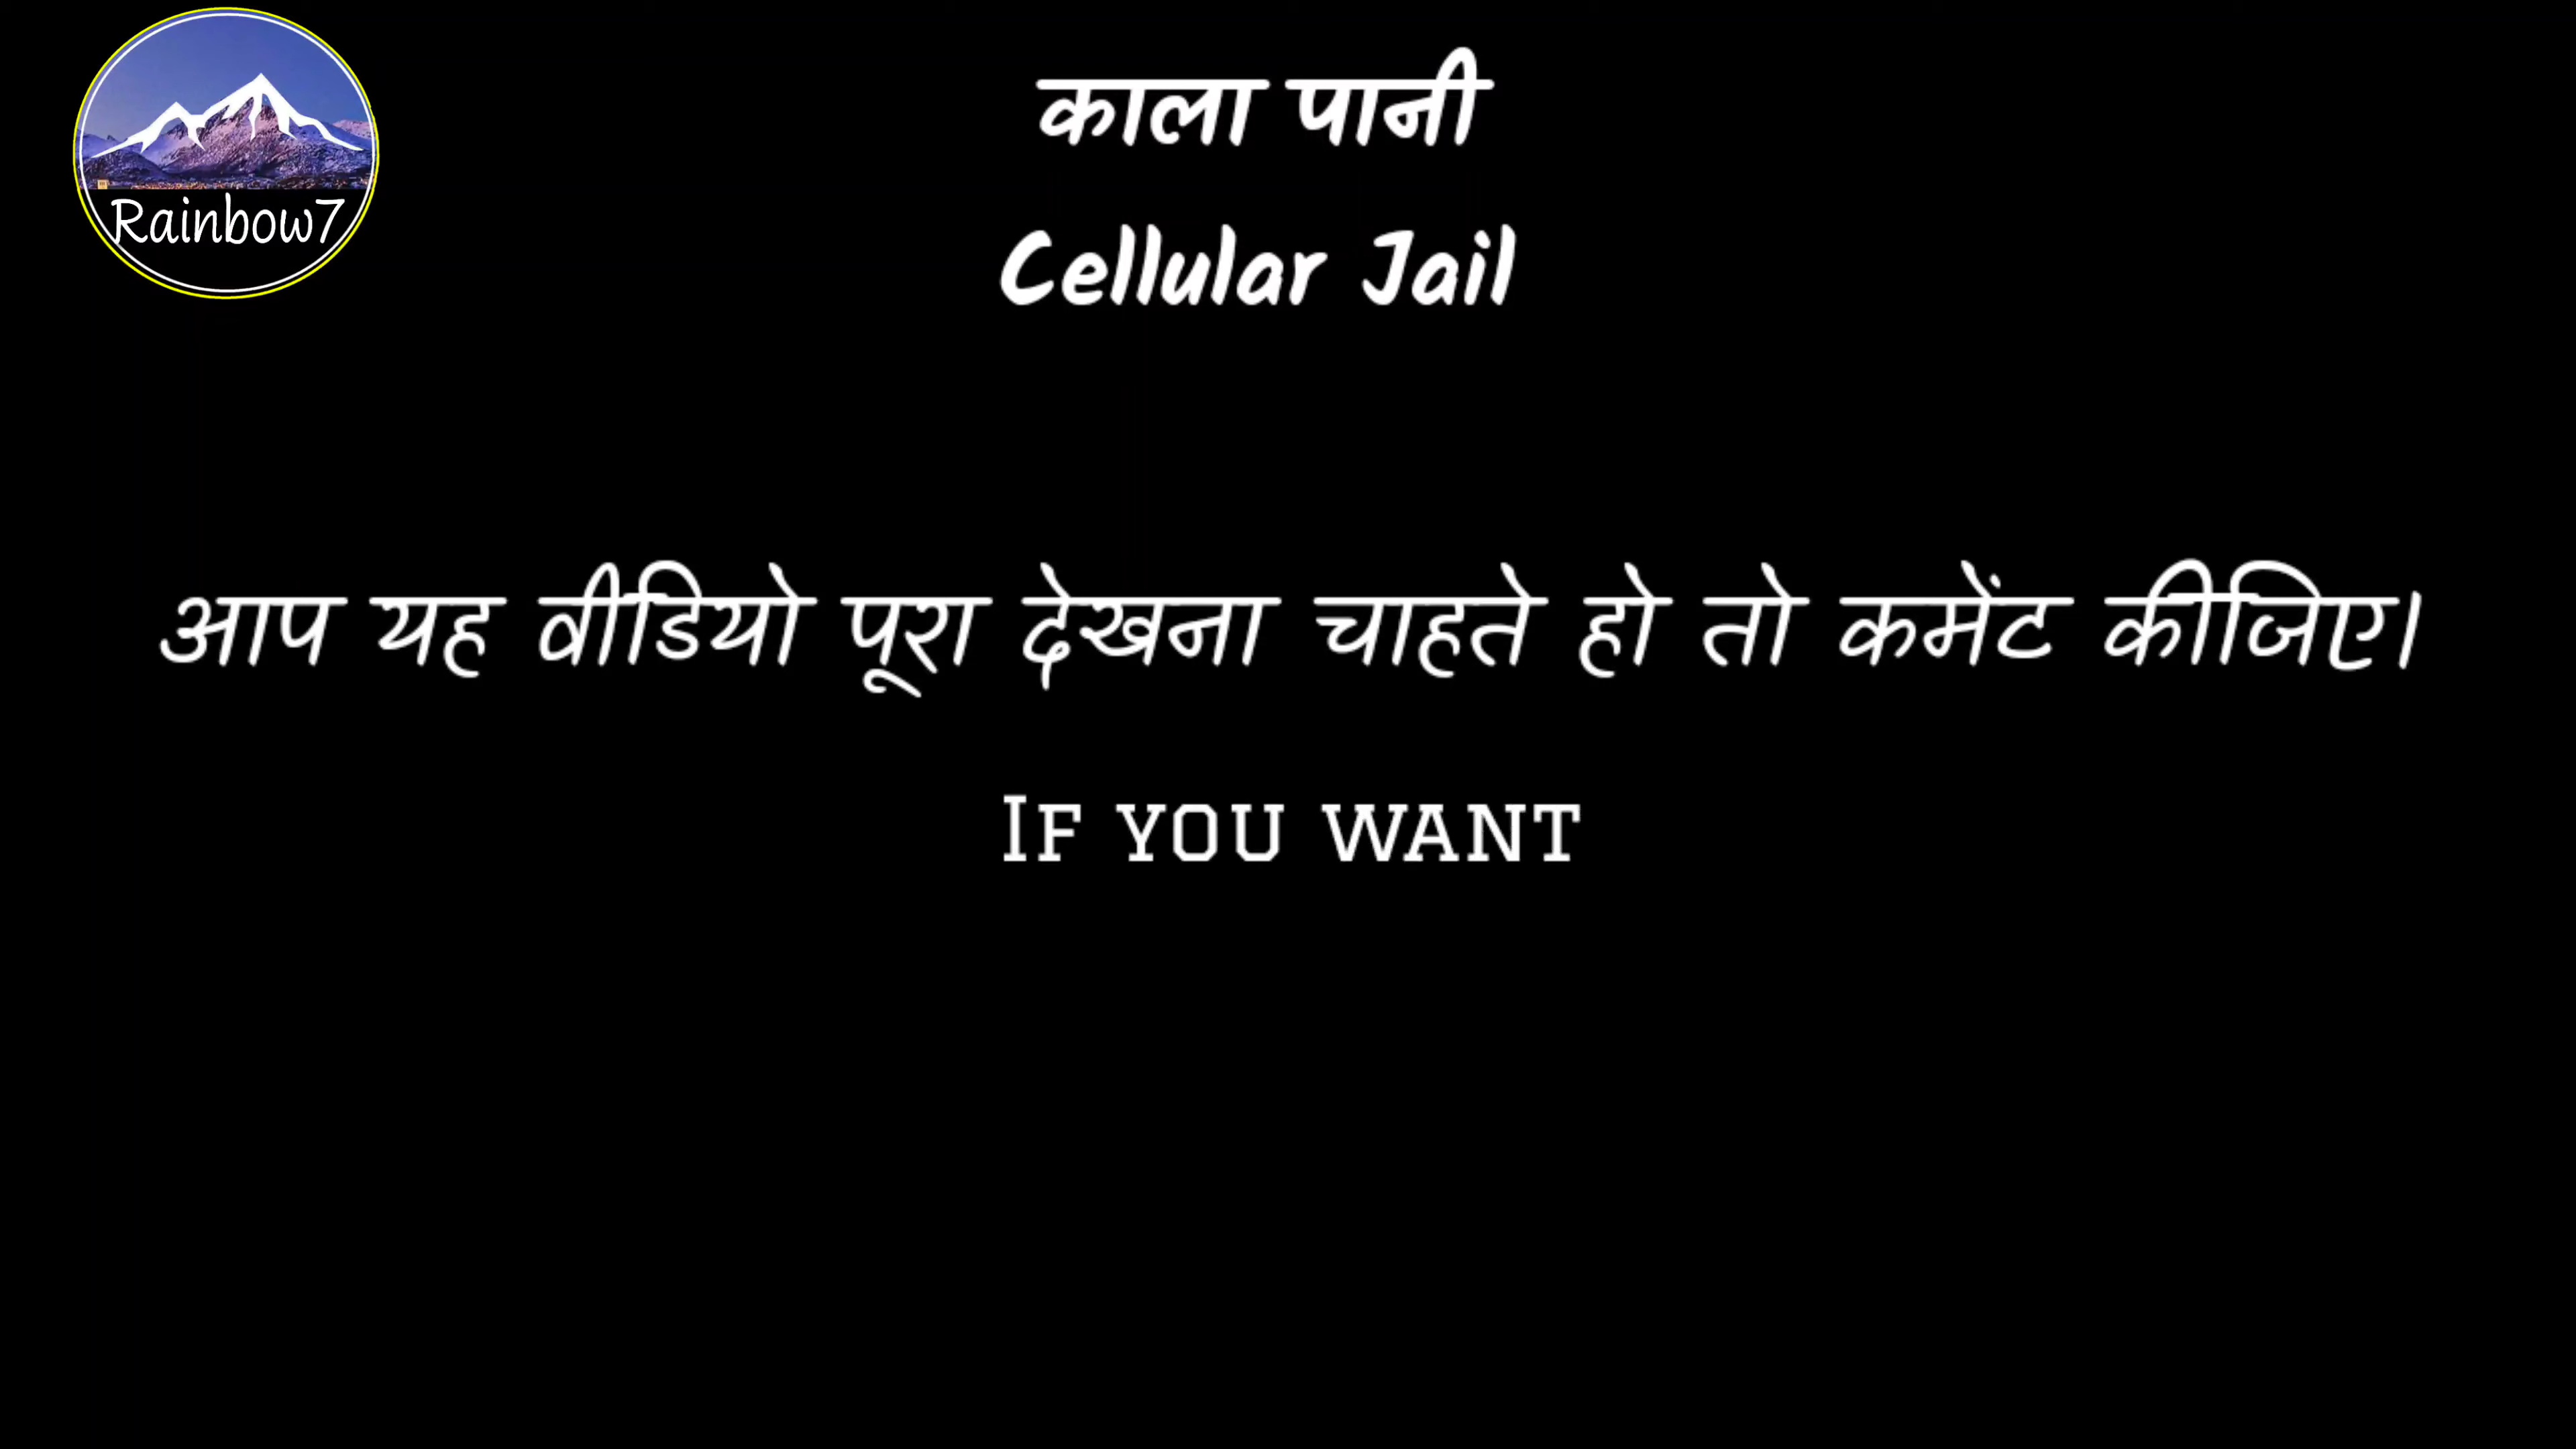 Rainbow7
काला पानी
Cellular Jail
आप यह वीडियो पूरा देखना चाहते हो तो कमेंट कीजिए।
If you want